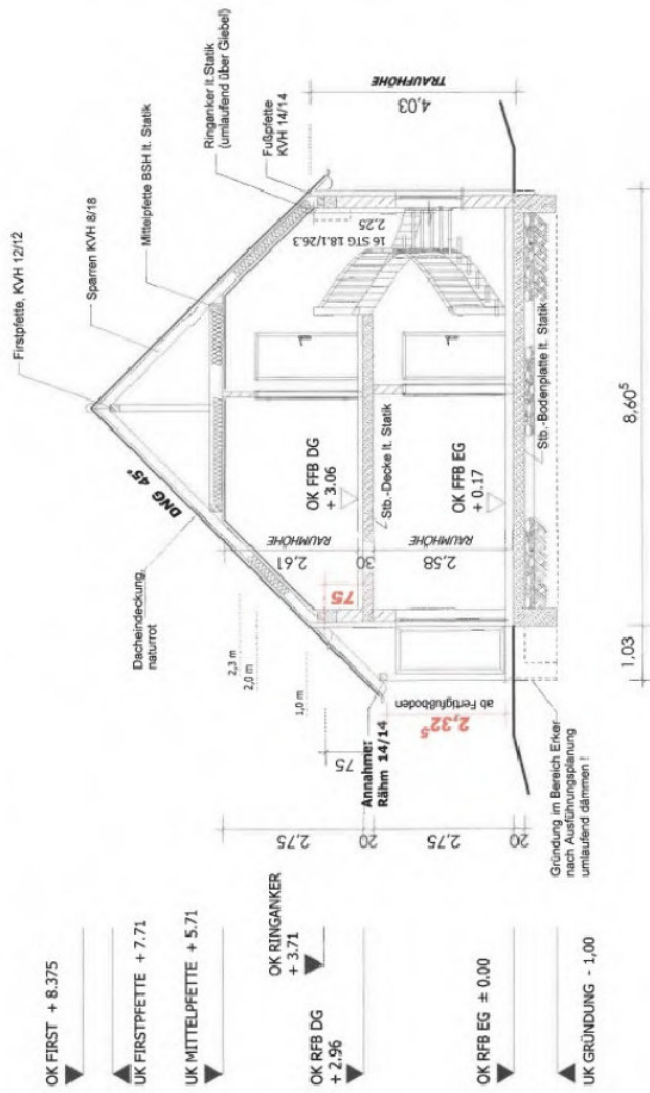 Firstpfette, KVH 12/12
Sparren KVH 8/18
Mittelpfette BSH lt. Statik
Ringanker lt.Statik
(umlaufend über Giebel)
Fußpfette
KVHI 14/14
DNG 45°
Dacheindeckung,
naturrot
2,3 m
2,0 m
1,0 m
TRAUFHÖHE
4,03
2,25
16 STG 18.1/26.3
OK FFB DG
+ 3.06
Stb.-Decke lt. Statik
OK FFB EG
+ 0.17
Stb.-Bodenplatte lt. Statik
RAUMHÖHE
2,61
30
RAUMHÖHE
2,58
75
2,32⁵
ab Fertigfußboden
Annahme:
Rähm 14/14
75
2,75
20
2,75
20
1,03
8,60⁵
Gründung im Bereich Erker
nach Ausführungsplanung
umlaufend dämmen !
OK FIRST + 8.375
UK FIRSTPFETTE + 7.71
UK MITTELPFETTE + 5.71
OK RINGANKER
+ 3.71
OK RFB DG
+ 2.96
OK RFB EG ± 0.00
UK GRÜNDUNG - 1,00